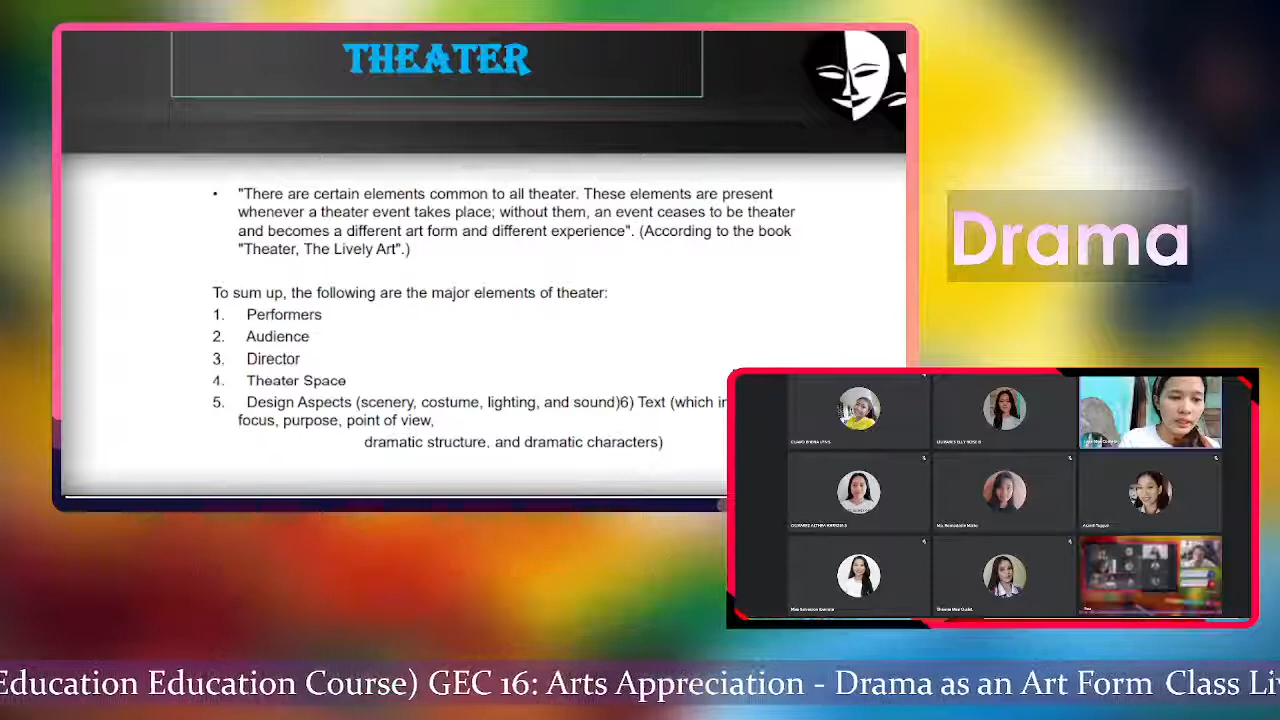 THEATER
• "There are certain elements common to all theater. These elements are present
whenever a theater event takes place; without them, an event ceases to be theater
and becomes a different art form and different experience". (According to the book
"Theater, The Lively Art".)
To sum up, the following are the major elements of theater:
1. Performers
2. Audience
3. Director
4. Theater Space
5. Design Aspects (scenery, costume, lighting, and sound)6) Text (which
focus, purpose, point of view,
dramatic structure, and dramatic characters)
Drama
Education Education Course) GEC 16: Arts Appreciation - Drama as an Art Form Class